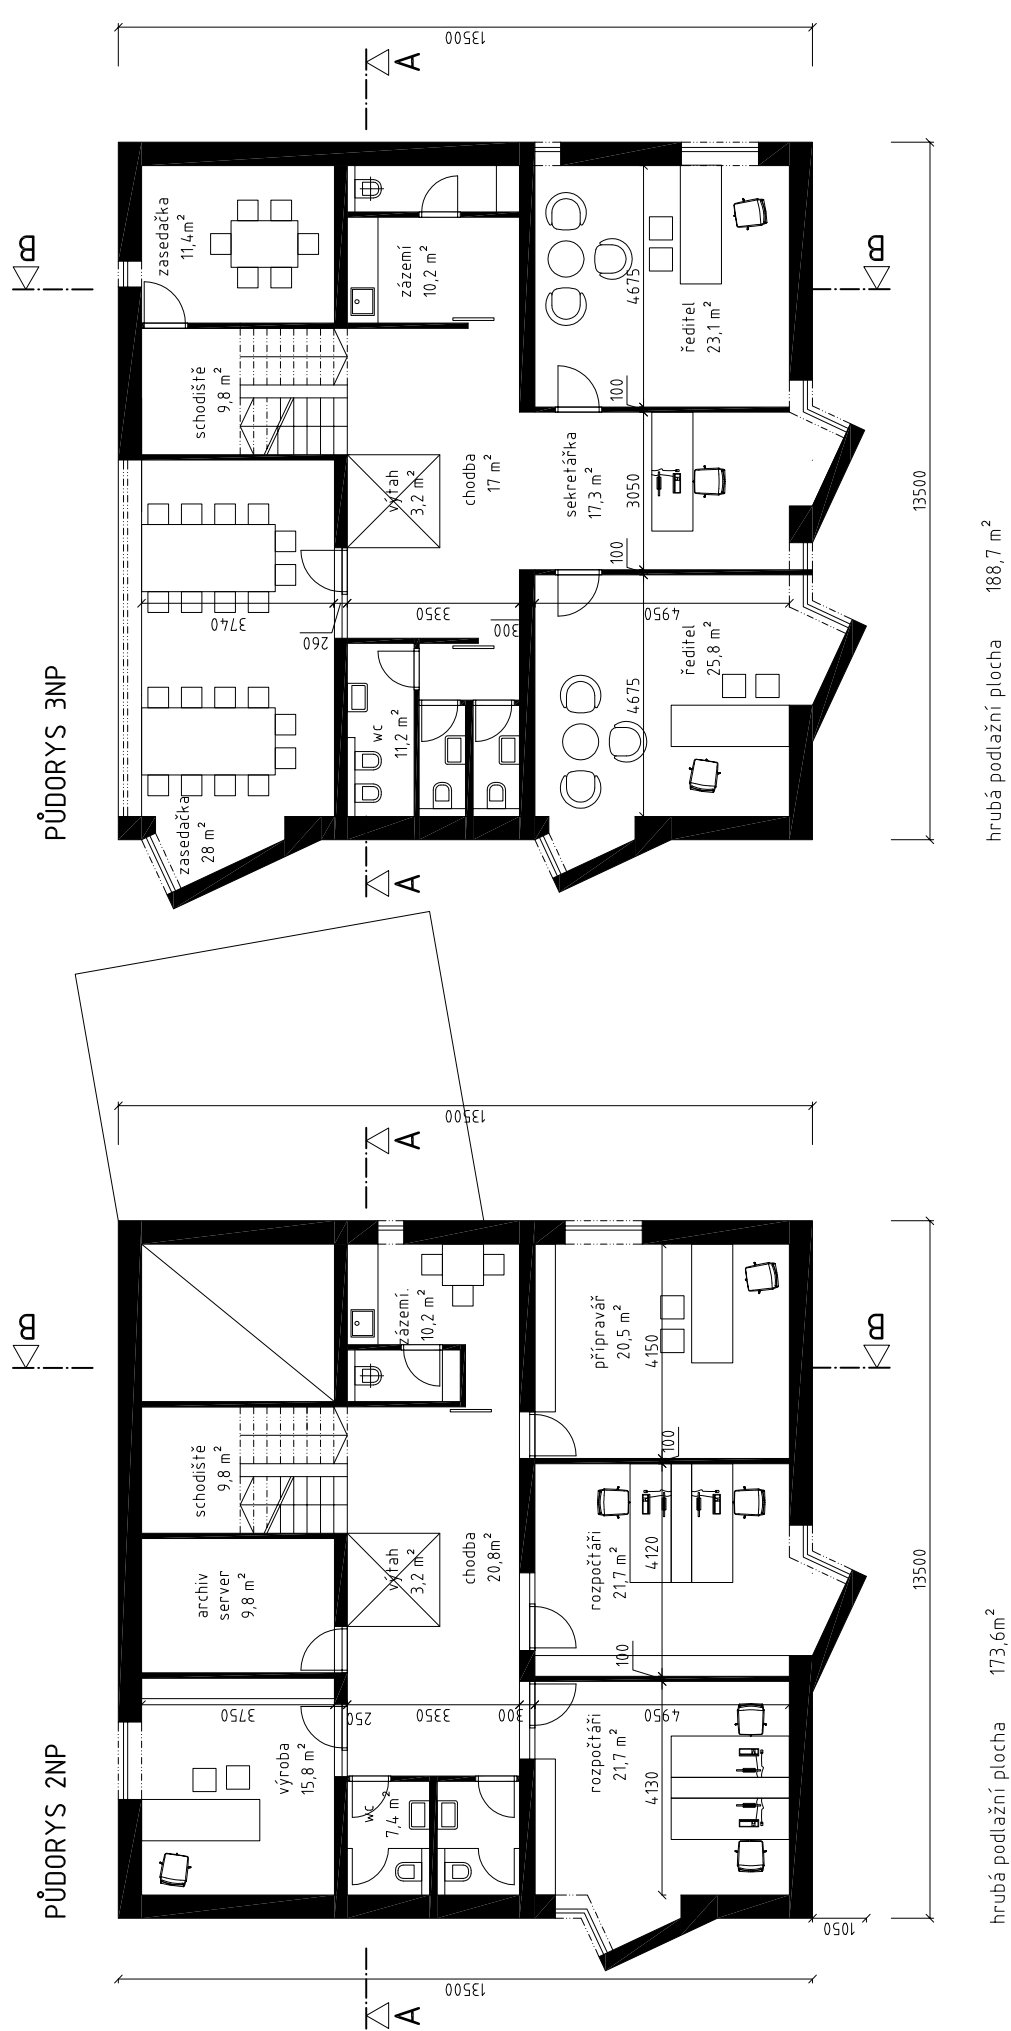 PŮDORYS 2NP
výroba
15,8 m²
archiv
server
9,8 m²
schodiště
9,8 m²
wc
7,4 m²
výtah
3,2 m²
chodba
20,8m²
zázemí.
10,2 m²
rozpočtáři
21,7 m²
rozpočtáři
21,7 m²
přípravář
20,5 m²
3750
250
3350
300
4950
4130
100
4120
100
4150
13500
13500
13500
1050
A
A
B
B
hrubá podlažní plocha 173,6m²
PŮDORYS 3NP
zasedačka
28 m²
schodiště
9,8 m²
zasedačka
11,4m²
wc
11,2 m²
výtah
3,2 m²
chodba
17 m²
zázemí
10,2 m²
ředitel
25,8 m²
sekretářka
17,3 m²
ředitel
23,1 m²
3740
260
3350
300
4950
4675
100
3050
100
4675
13500
13500
A
A
B
B
hrubá podlažní plocha 188,7 m²